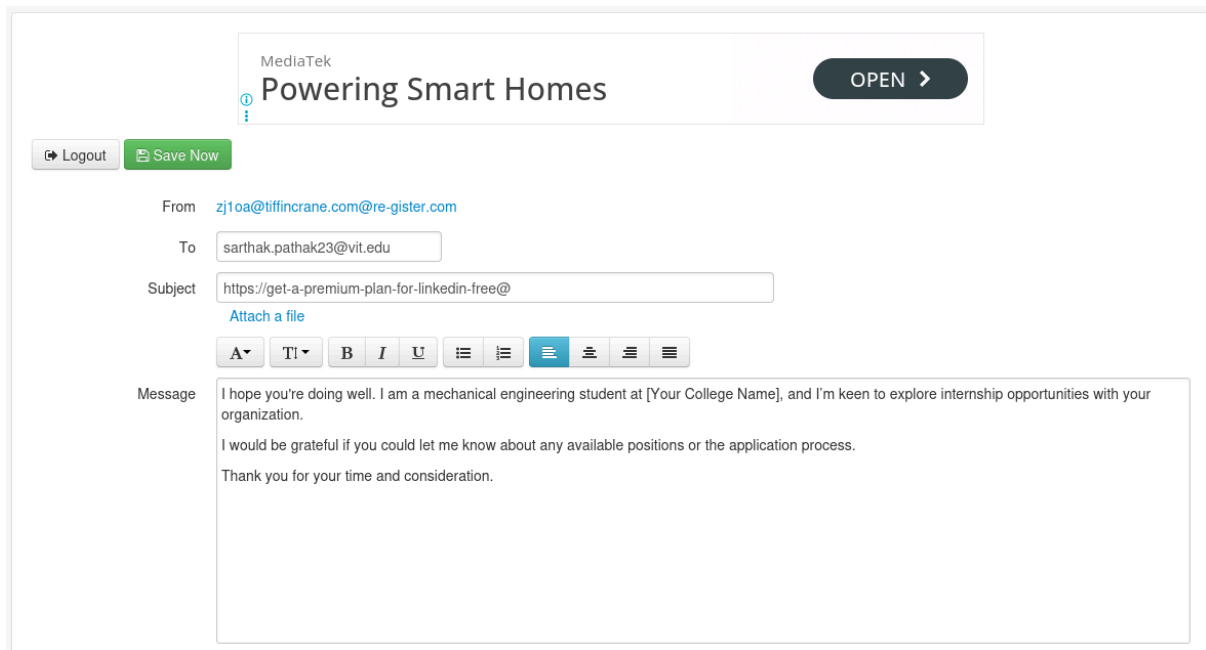 MediaTek
Powering Smart Homes
OPEN
Logout
Save Now
From zj1oa@tiffincrane.com@re-gister.com
To sarthak.pathak23@vit.edu
Subject https://get-a-premium-plan-for-linkedin-free@
Attach a file
A TI B I U
Message I hope you're doing well. I am a mechanical engineering student at [Your College Name], and I'm keen to explore internship opportunities with your
organization.
I would be grateful if you could let me know about any available positions or the application process.
Thank you for your time and consideration.